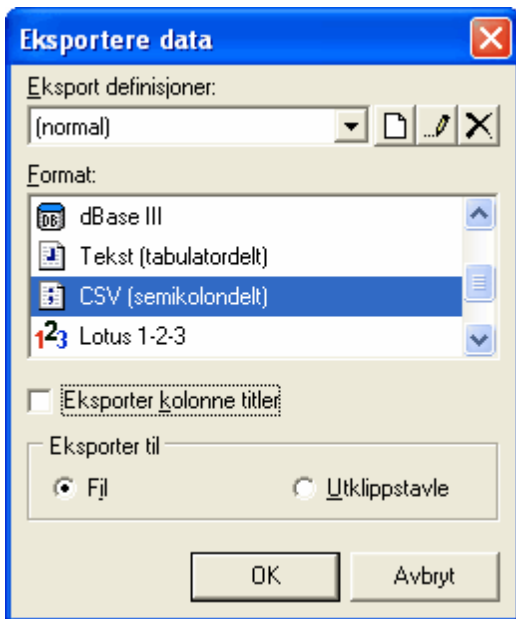 Eksportere data
Eksport definisjoner:
(normal)
Format:
dBase III
Tekst (tabulatordelt)
CSV (semikolondelt)
Lotus 1-2-3
Eksporter kolonne titler
Eksporter til
Fil
Utklippstavle
OK
Avbryt